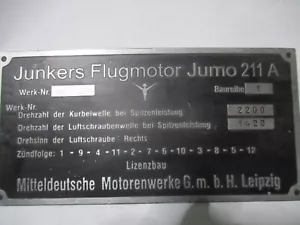 Junkers Flugmotor Jumo 211 A
Werk-Nr. Baureihe 1
Werk-Nr.
Drehzahl der Kurbelwelle bei Spitzenleistung 2200
Drehzahl der Luftschraubenwelle bei Spitzenleistung 1420
Drehsinn der Luftschraube: Rechts
Zündfolge: 1 - 9 - 4 - 11 - 2 - 7 - 6 - 10 - 3 - 8 - 5 - 12
Lizenzbau
Mitteldeutsche Motorenwerke G. m. b. H. Leipzig